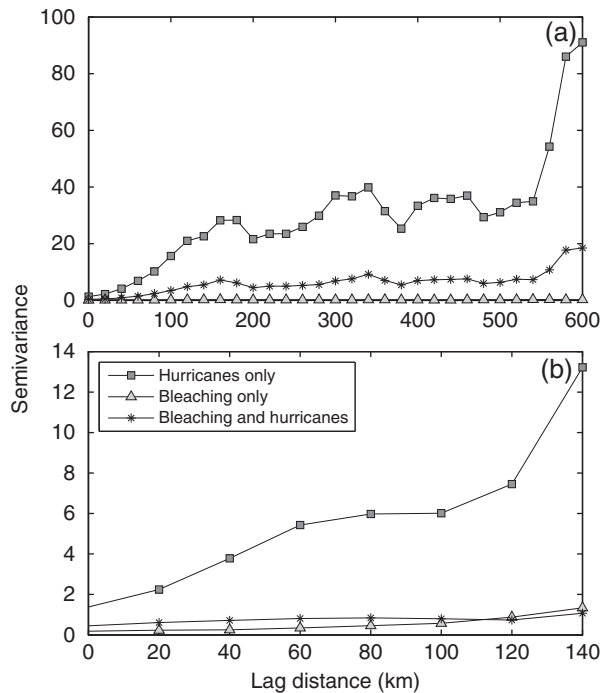 100
(a)
80
60
40
20
0
0 100 200 300 400 500 600
Semivariance
14
(b)
12
Hurricanes only
Bleaching only
Bleaching and hurricanes
10
8
6
4
2
0
0 20 40 60 80 100 120 140
Lag distance (km)